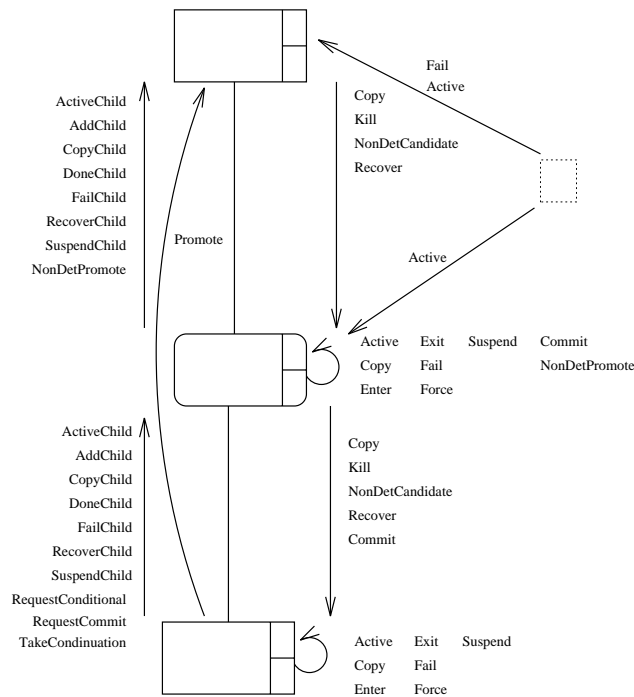 Fail
Active
ActiveChild
AddChild
CopyChild
DoneChild
FailChild
RecoverChild
SuspendChild
NonDetPromote
Copy
Kill
NonDetCandidate
Recover
Promote
Active
Active Exit Suspend Commit
Copy Fail NonDetPromote
Enter Force
ActiveChild
AddChild
CopyChild
DoneChild
FailChild
RecoverChild
SuspendChild
RequestConditional
RequestCommit
TakeCondinuation
Copy
Kill
NonDetCandidate
Recover
Commit
Active Exit Suspend
Copy Fail
Enter Force